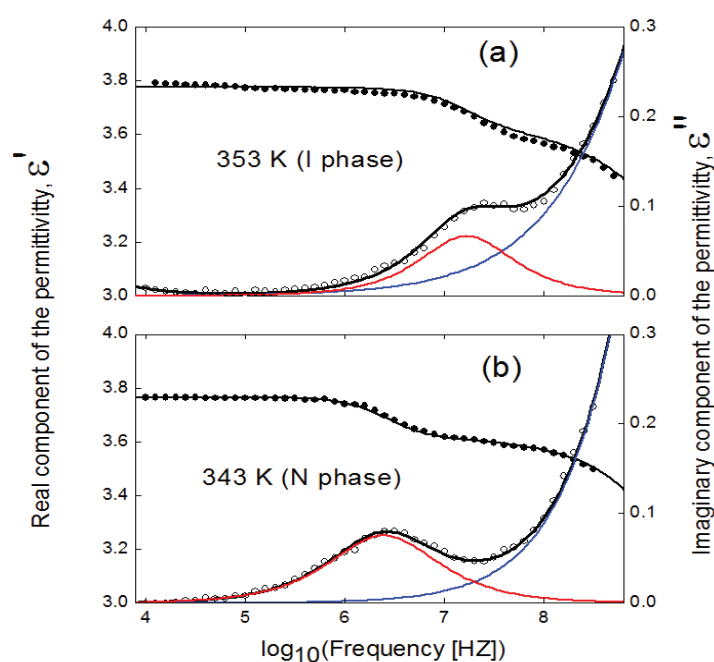 Real component of the permittivity, ε'
Imaginary component of the permittivity, ε''
4.0
3.8
3.6
3.4
3.2
3.0
(a)
353 K (I phase)
0.3
0.2
0.1
0.0
4.0
3.8
3.6
3.4
3.2
3.0
(b)
343 K (N phase)
0.3
0.2
0.1
0.0
4 5 6 7 8
log10(Frequency [HZ])